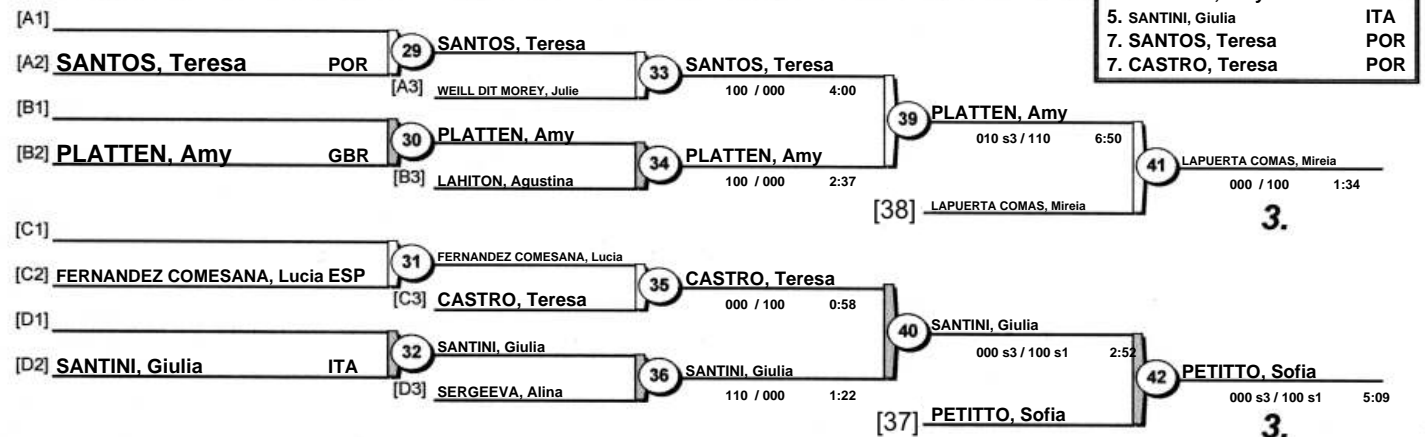 5. SANTINI, Giulia ITA
7. SANTOS, Teresa POR
7. CASTRO, Teresa POR
[A1]
[A2] SANTOS, Teresa POR
29
SANTOS, Teresa
[A3] WEILL DIT MOREY, Julie
33
SANTOS, Teresa
100 / 000 4:00
[B1]
[B2] PLATTEN, Amy GBR
30
PLATTEN, Amy
[B3] LAHITON, Agustina
34
PLATTEN, Amy
100 / 000 2:37
39
PLATTEN, Amy
010 s3 / 110 6:50
[38] LAPUERTA COMAS, Mireia
41
LAPUERTA COMAS, Mireia
000 / 100 1:34
3.
[C1]
[C2] FERNANDEZ COMESANA, Lucia ESP
31
FERNANDEZ COMESANA, Lucia
[C3] CASTRO, Teresa
35
CASTRO, Teresa
000 / 100 0:58
[D1]
[D2] SANTINI, Giulia ITA
32
SANTINI, Giulia
[D3] SERGEEVA, Alina
36
SANTINI, Giulia
110 / 000 1:22
40
SANTINI, Giulia
000 s3 / 100 s1 2:52
[37] PETITTO, Sofia
42
PETITTO, Sofia
000 s3 / 100 s1 5:09
3.